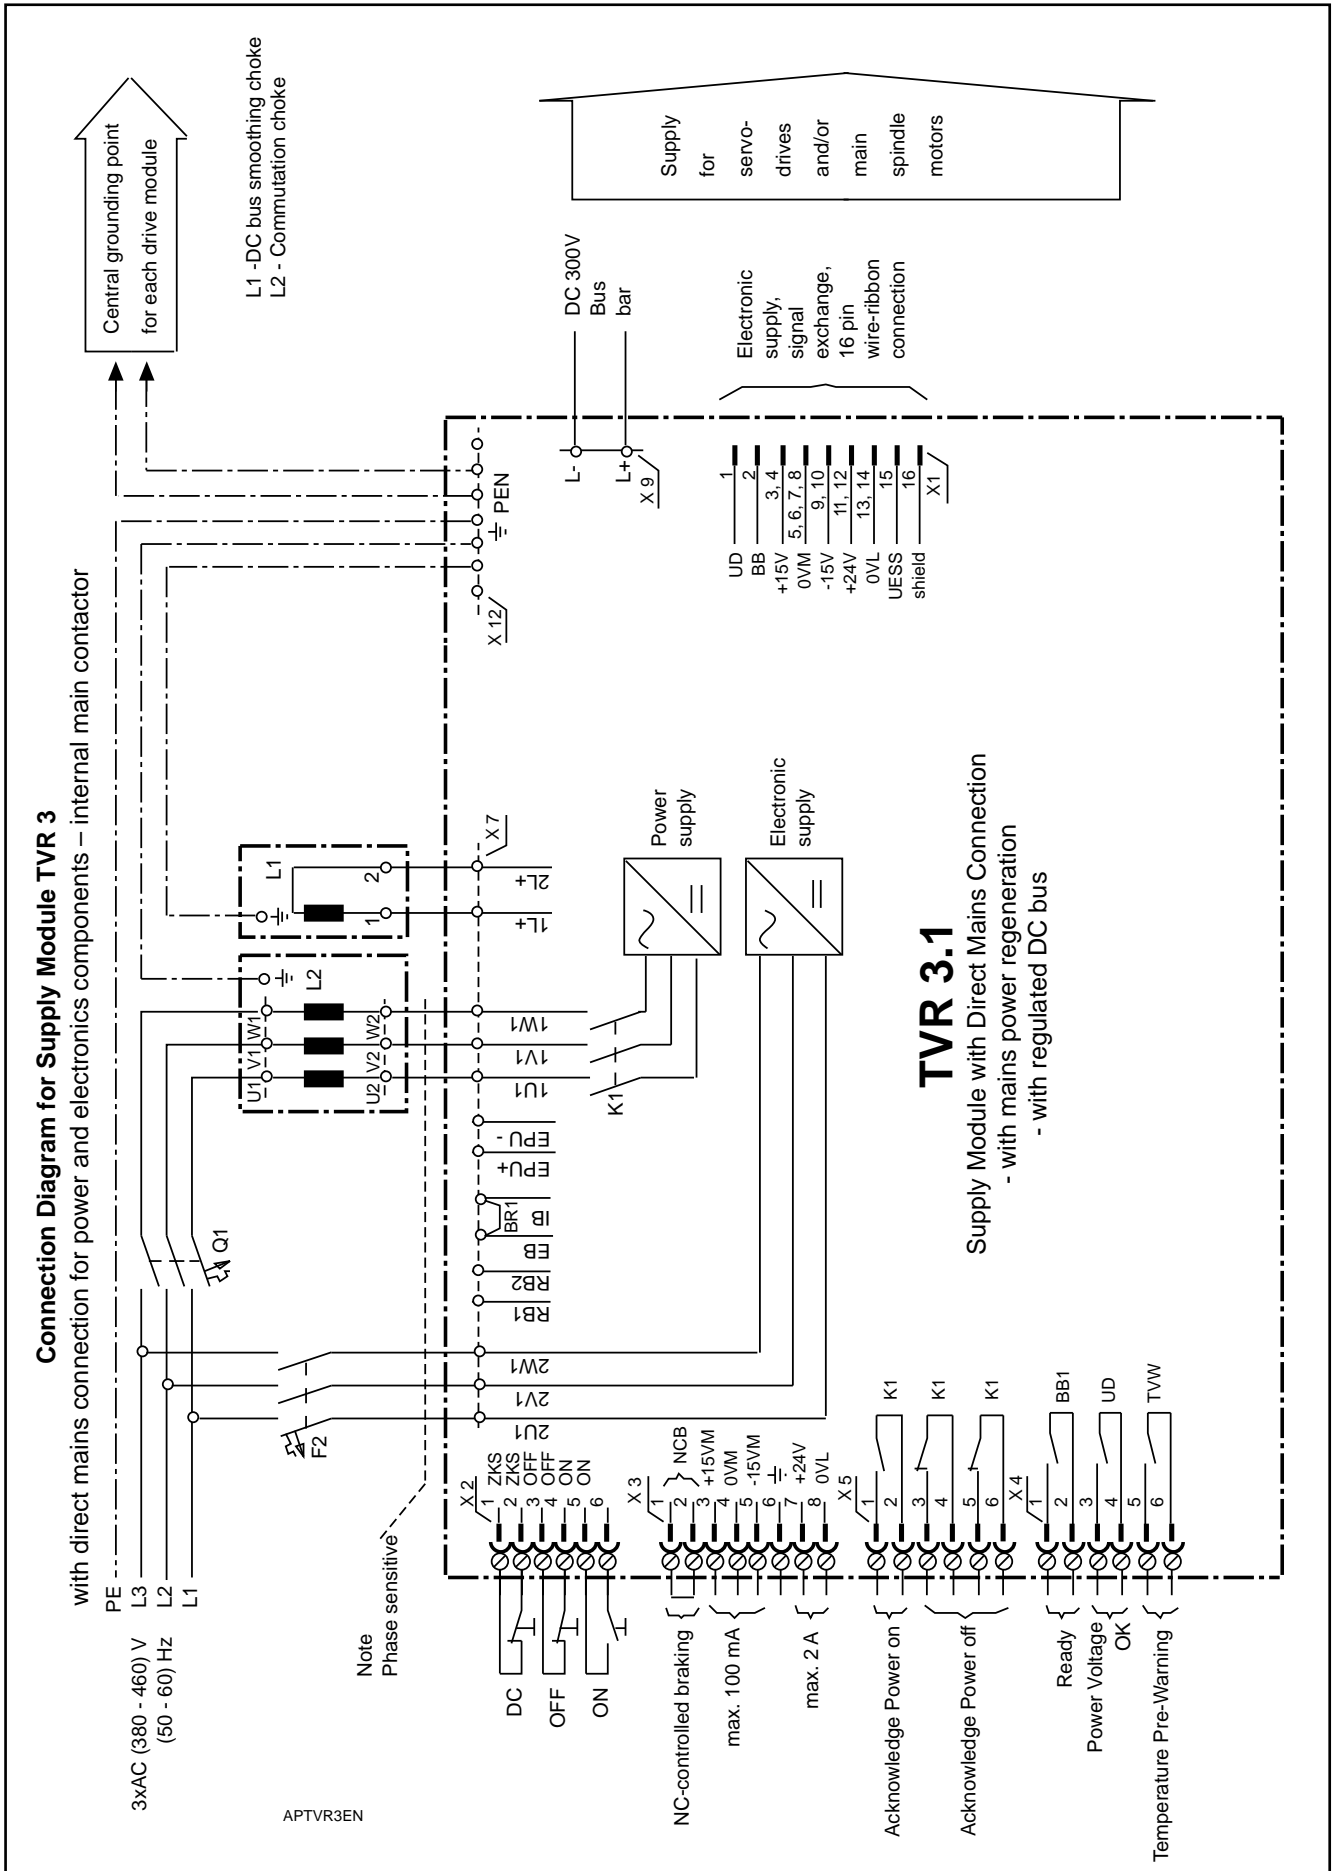 Connection Diagram for Supply Module TVR 3
with direct mains connection for power and electronics components – internal main contactor
PE
L3
L2
L1
3xAC (380 - 460) V
(50 - 60) Hz
Central grounding point
for each drive module
L1 -DC bus smoothing choke
L2 - Commutation choke
Q1
F2
Note
Phase sensitive
U1
V1
W1
L2
U2
V2
W2
L1
1
2
2U1
2V1
2W1
RB1
RB2
EB
IB
BR1
EPU+
EPU -
1U1
1V1
1W1
1L+
2L+
X 7
X 12
PEN
K1
Power
supply
Electronic
supply
L-
L+
X 9
DC 300V
Bus
bar
Supply
for
servo-
drives
and/or
main
spindle
motors
UD 1
BB 2
+15V 3, 4
0VM 5, 6, 7, 8
-15V 9, 10
+24V 11, 12
0VL 13, 14
UESS 15
shield 16
X1
Electronic
supply,
signal
exchange,
16 pin
wire-ribbon
connection
TVR 3.1
Supply Module with Direct Mains Connection
- with mains power regeneration
- with regulated DC bus
X 2
1 ZKS
2 ZKS
3 OFF
4 OFF
5 ON
6 ON
DC
OFF
ON
X 3
1
2
NCB
3 +15VM
4 0VM
5 -15VM
6
7 +24V
8 0VL
NC-controlled braking
max. 100 mA
max. 2 A
X 5
1
2
K1
3
4
K1
5
6
K1
Acknowledge Power on
Acknowledge Power off
X 4
1
2
BB1
3
4
UD
5
6
TVW
Ready
Power Voltage
OK
Temperature Pre-Warning
APTVR3EN